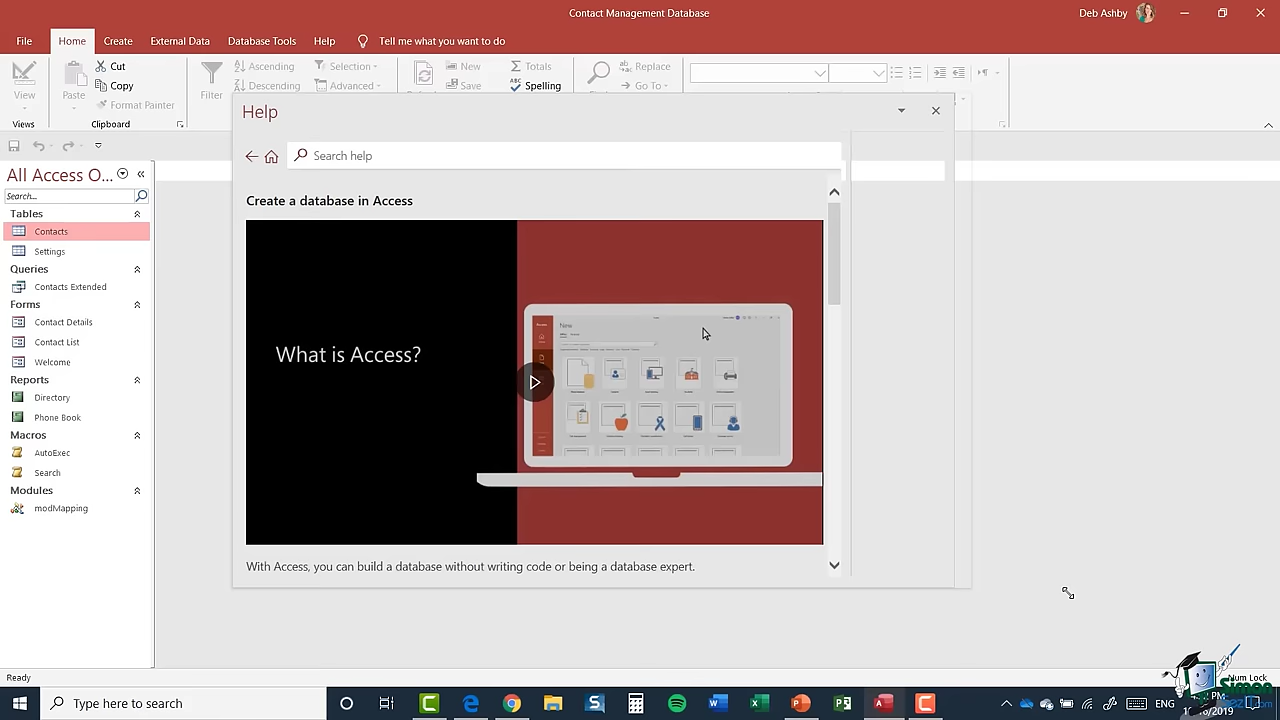 Contact Management Database
Deb Ashby
File Home Create External Data Database Tools Help Tell me what you want to do
View
Views
Paste
Cut
Copy
Format Painter
Clipboard
Filter
Ascending
Descending
Selection
Advanced
New
Save
Totals
Spelling
Replace
Go To
All Access O...
Search...
Tables
Contacts
Settings
Queries
Contacts Extended
Forms
Contact Details
Contact List
Welcome
Reports
Directory
Phone Book
Macros
AutoExec
Search
Modules
modMapping
Help
Search help
Create a database in Access
What is Access?
New
With Access, you can build a database without writing code or being a database expert.
Ready
Num Lock
Type here to search